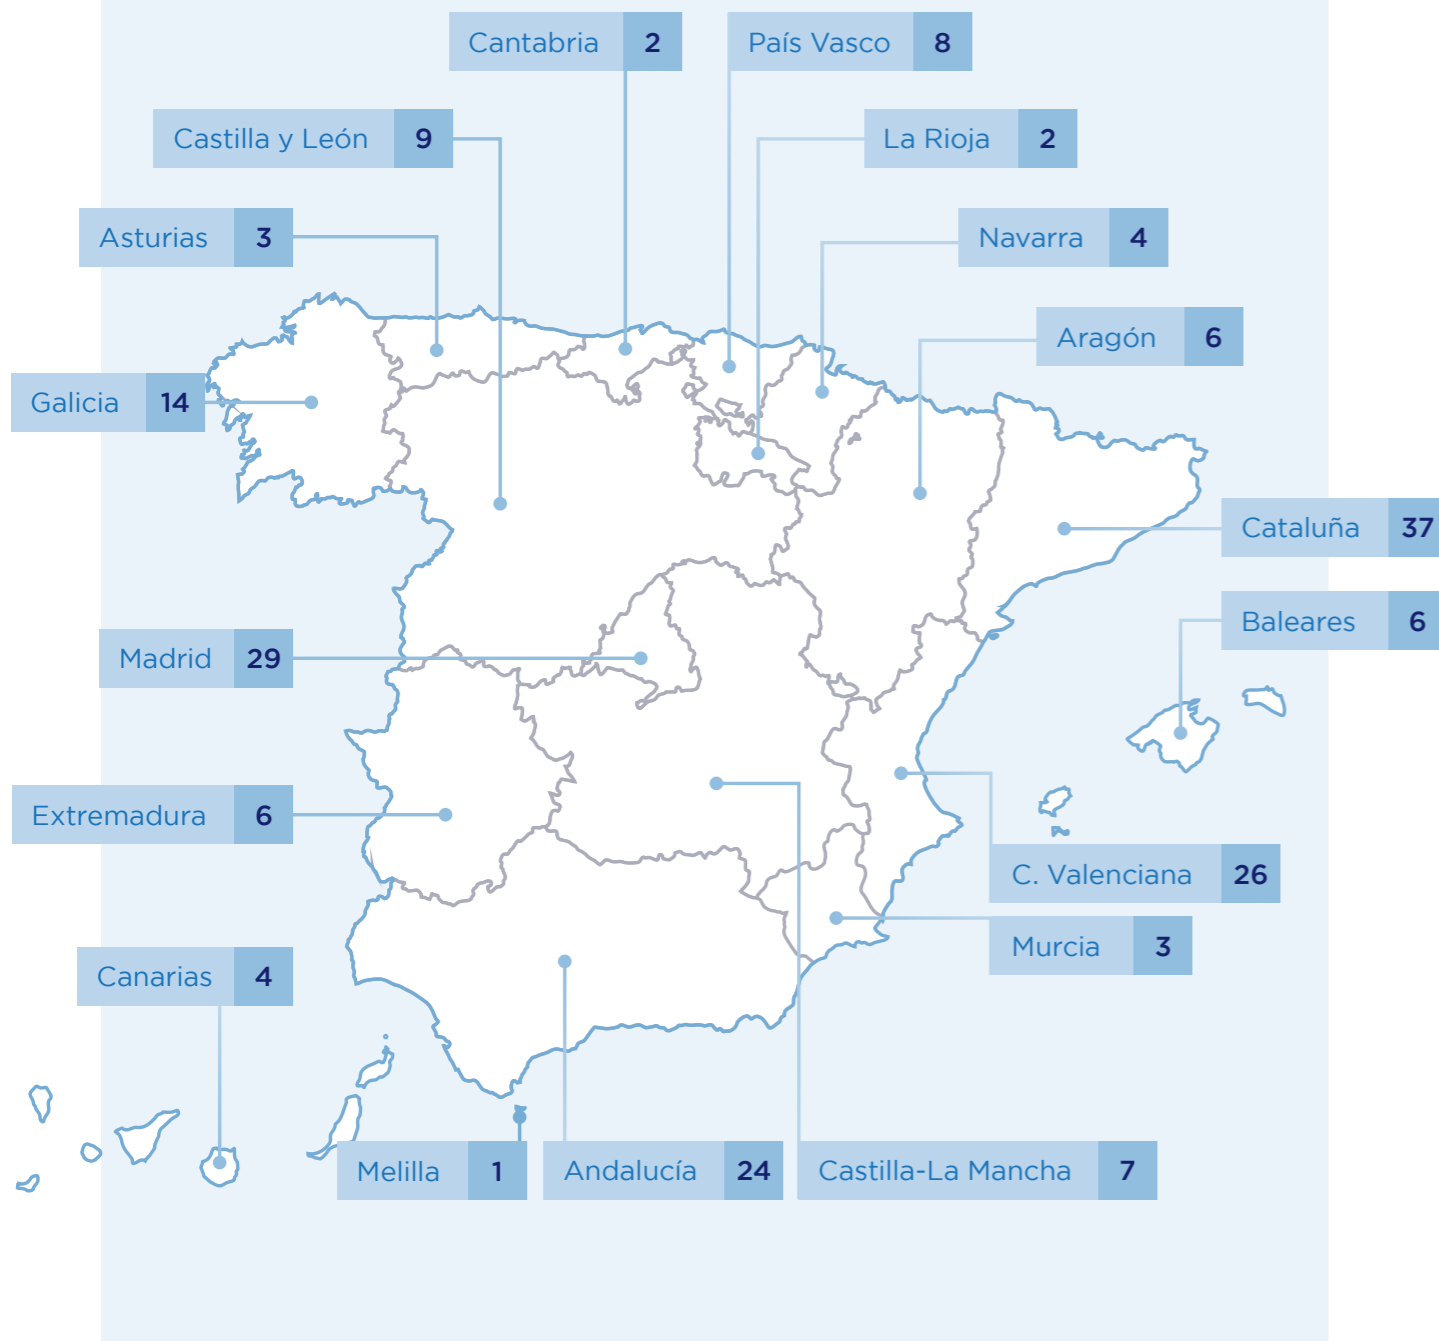 Cantabria 2
País Vasco 8
Castilla y León 9
La Rioja 2
Asturias 3
Navarra 4
Aragón 6
Galicia 14
Cataluña 37
Baleares 6
Madrid 29
Extremadura 6
C. Valenciana 26
Murcia 3
Canarias 4
Melilla 1
Andalucía 24
Castilla-La Mancha 7